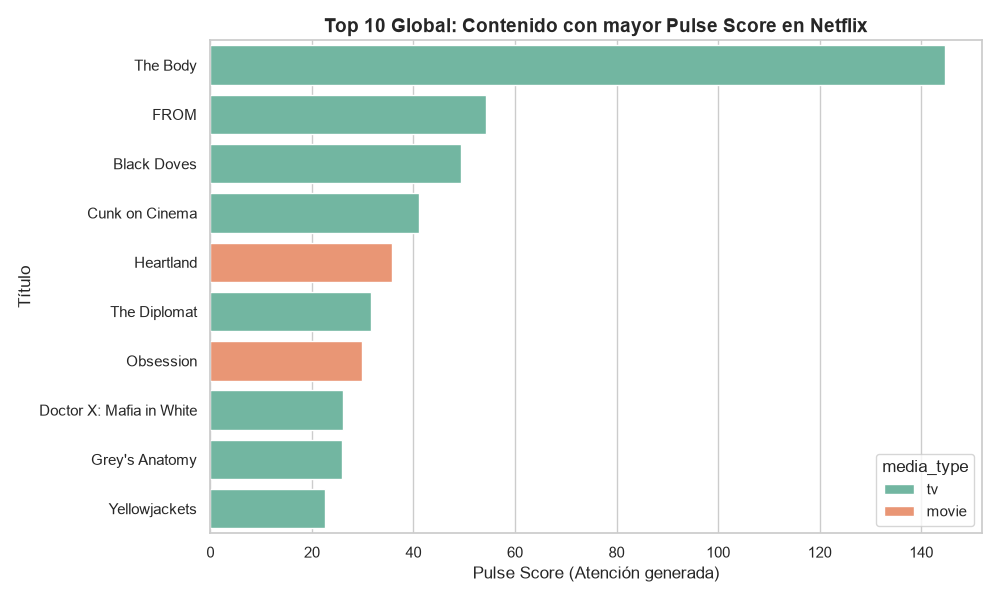 Top 10 Global: Contenido con mayor Pulse Score en Netflix
Título
The Body
FROM
Black Doves
Cunk on Cinema
Heartland
The Diplomat
Obsession
Doctor X: Mafia in White
Grey's Anatomy
Yellowjackets
media_type
tv
movie
0 20 40 60 80 100 120 140
Pulse Score (Atención generada)